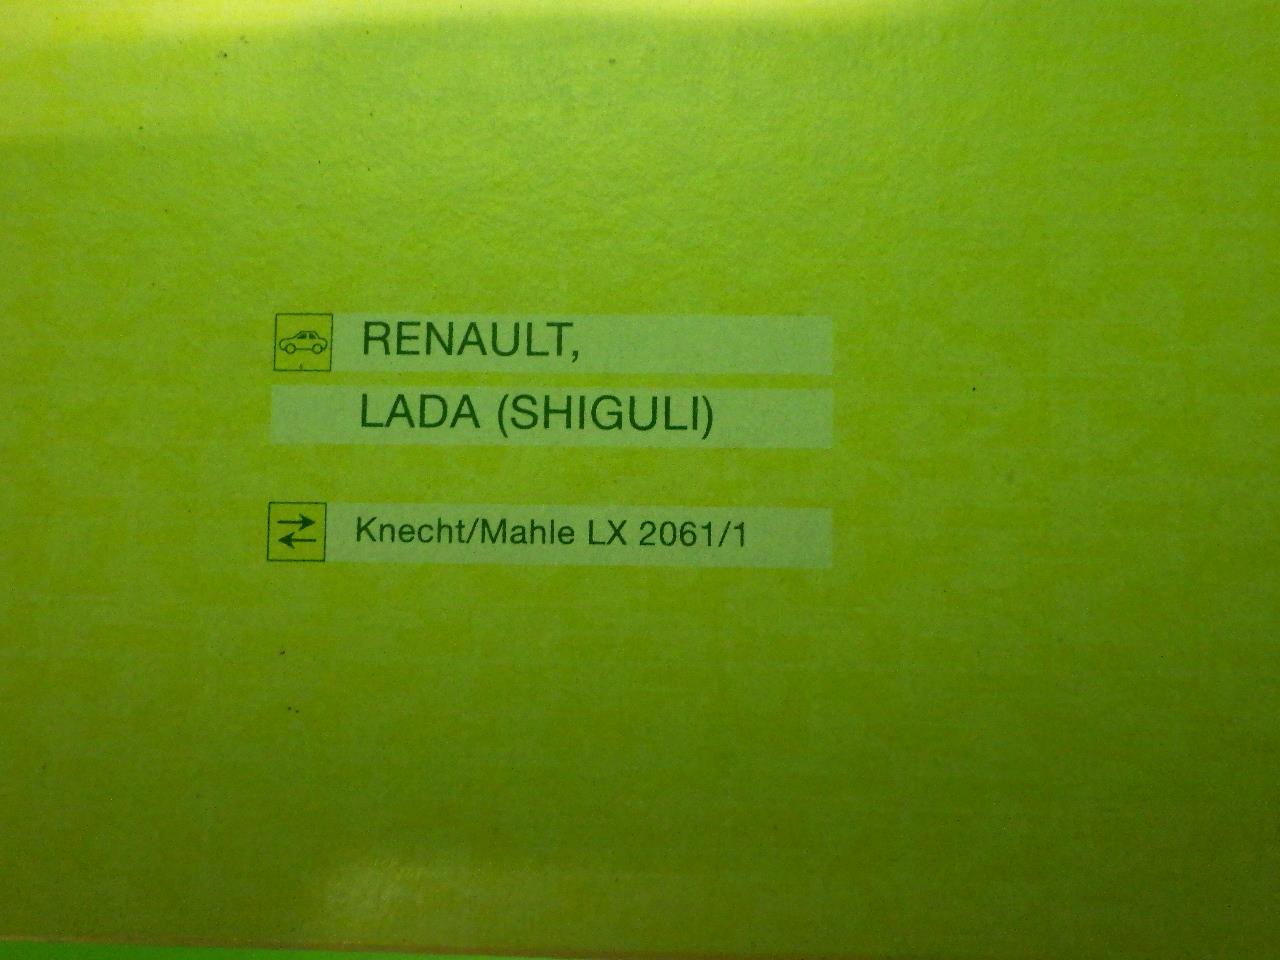 RENAULT,
LADA (SHIGULI)
Knecht/Mahle LX 2061/1